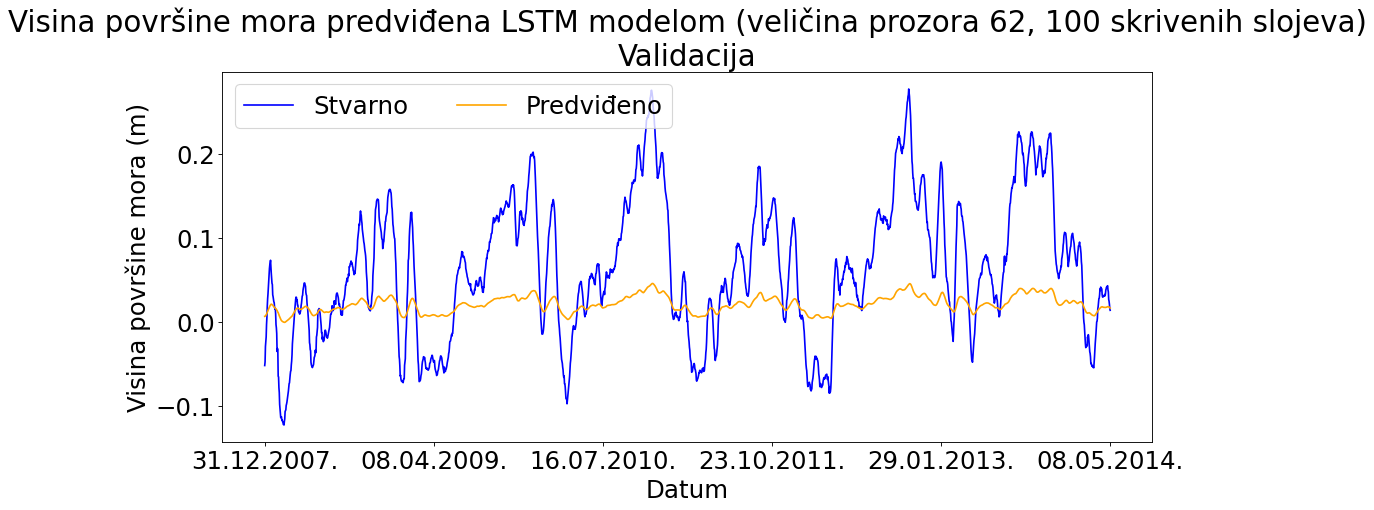 Visina površine mora predviđena LSTM modelom (veličina prozora 62, 100 skrivenih slojeva)
Validacija
Stvarno Predviđeno
Visina površine mora (m)
0.2
0.1
0.0
−0.1
31.12.2007. 08.04.2009. 16.07.2010. 23.10.2011. 29.01.2013. 08.05.2014.
Datum